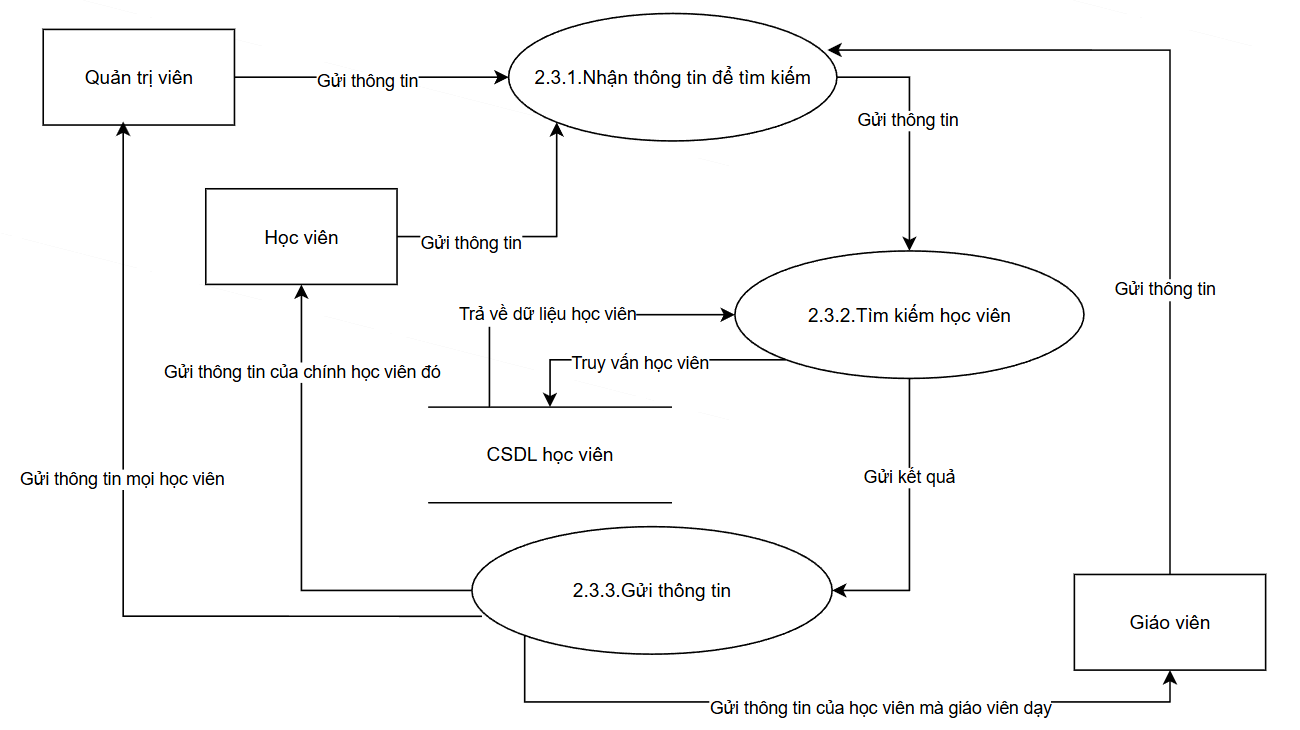 Quản trị viên
Gửi thông tin
2.3.1.Nhận thông tin để tìm kiếm
Gửi thông tin
Học viên
Gửi thông tin
Gửi thông tin
Trả về dữ liệu học viên
2.3.2.Tìm kiếm học viên
Truy vấn học viên
Gửi thông tin của chính học viên đó
CSDL học viên
Gửi thông tin mọi học viên
Gửi kết quả
2.3.3.Gửi thông tin
Giáo viên
Gửi thông tin của học viên mà giáo viên dạy